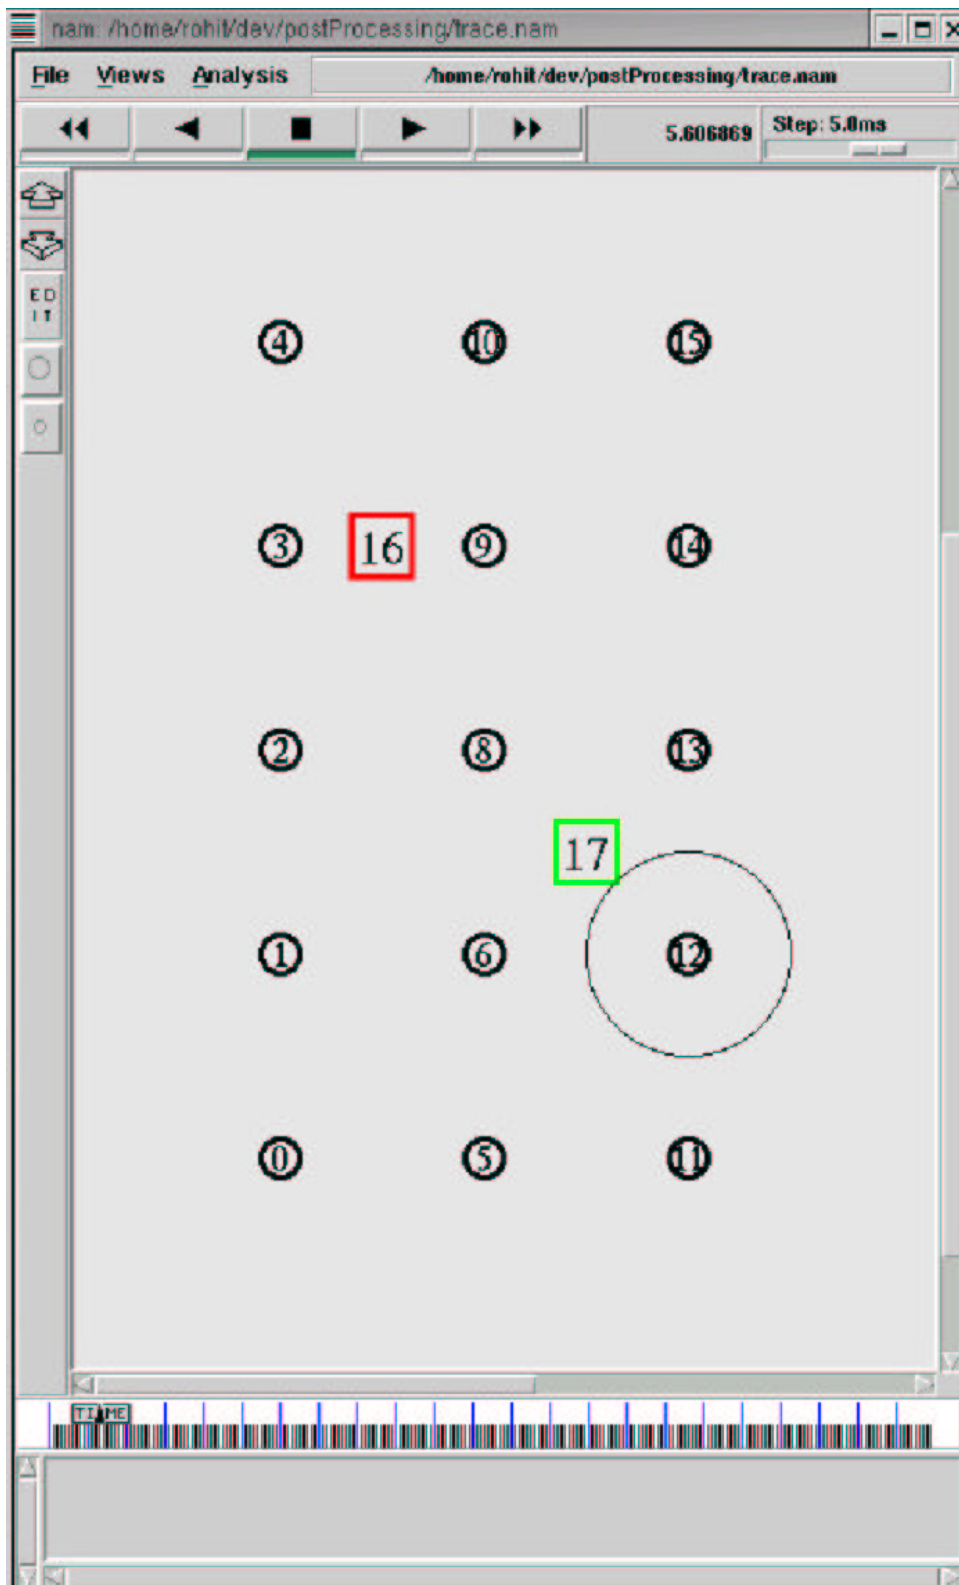 nam: /home/rohit/dev/postProcessing/trace.nam
File Views Analysis /home/rohit/dev/postProcessing/trace.nam
5.606869 Step: 5.0ms
ED
IT
4 10 15
3 16 9 14
2 8 13
17
1 6 12
0 5 11
TIME